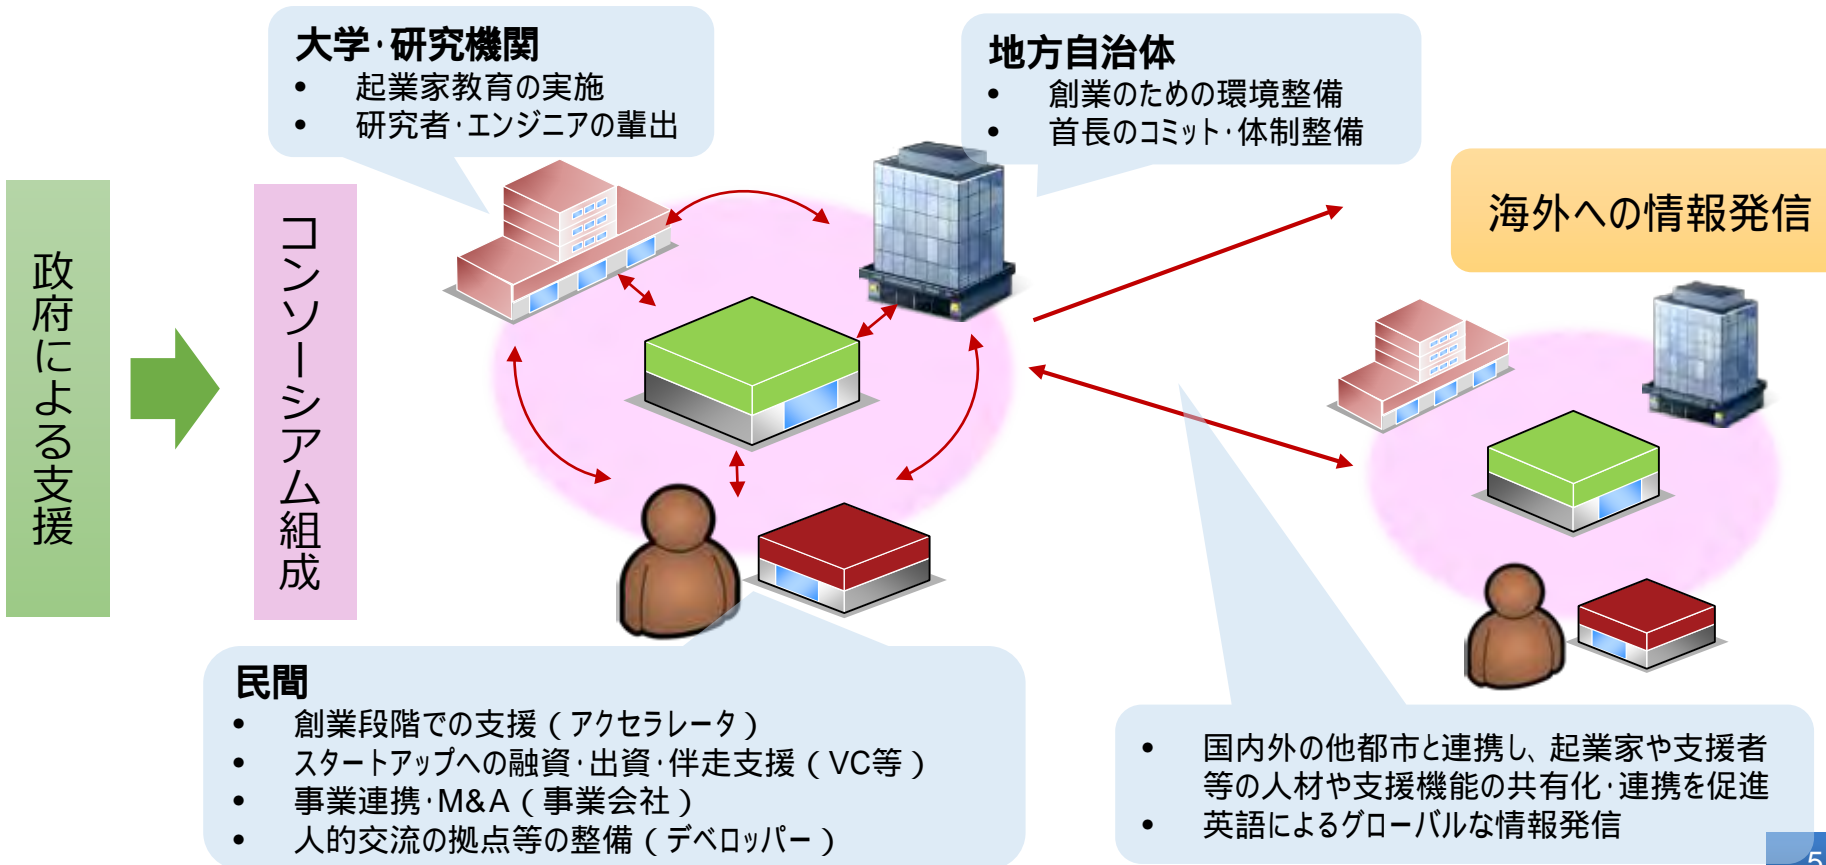 大学・研究機関
• 起業家教育の実施
• 研究者・エンジニアの輩出
地方自治体
• 創業のための環境整備
• 首長のコミット・体制整備
海外への情報発信
政府による支援
コンソーシアム組成
民間
• 創業段階での支援（アクセラレータ）
• スタートアップへの融資・出資・伴走支援（VC等）
• 事業連携・M&A（事業会社）
• 人的交流の拠点等の整備（デベロッパー）
• 国内外の他都市と連携し、起業家や支援者
等の人材や支援機能の共有化・連携を促進
• 英語によるグローバルな情報発信
5